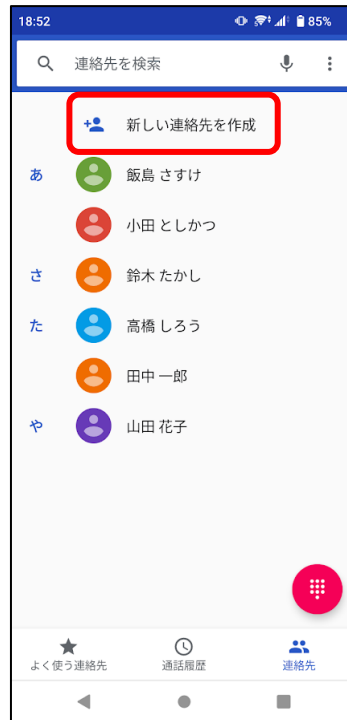 18:52 85%
連絡先を検索
新しい連絡先を作成
あ 飯島 さすけ
小田 としかつ
さ 鈴木 たかし
た 高橋 しろう
田中 一郎
や 山田 花子
よく使う連絡先 通話履歴 連絡先